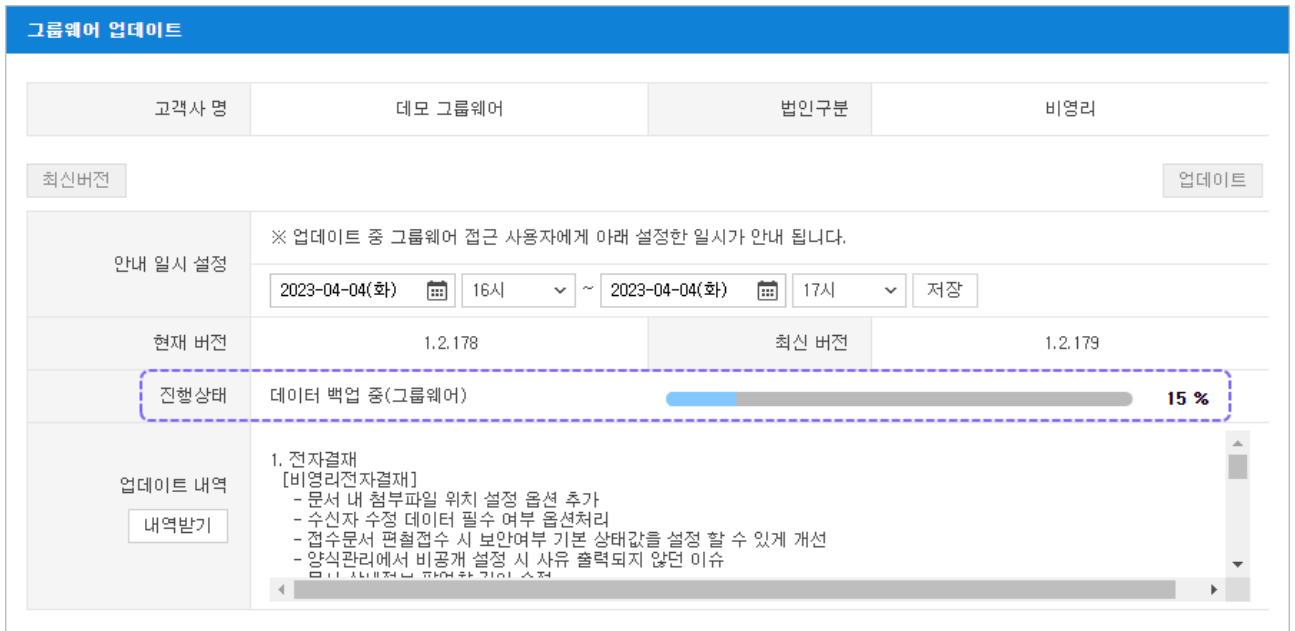 그룹웨어 업데이트
고객사 명 데모 그룹웨어 법인구분 비영리
최신버전 업데이트
※ 업데이트 중 그룹웨어 접근 사용자에게 아래 설정한 일시가 안내 됩니다.
안내 일시 설정
2023-04-04(화) 16시 ~ 2023-04-04(화) 17시 저장
현재 버전 1.2.178 최신 버전 1.2.179
진행상태 데이터 백업 중(그룹웨어) 15 %
업데이트 내역
내역받기
1. 전자결재
[비영리전자결재]
- 문서 내 첨부파일 위치 설정 옵션 추가
- 수신자 수정 데이터 필수 여부 옵션처리
- 접수문서 편철접수 시 보안여부 기본 상태값을 설정 할 수 있게 개선
- 양식관리에서 비공개 설정 시 사유 출력되지 않던 이슈